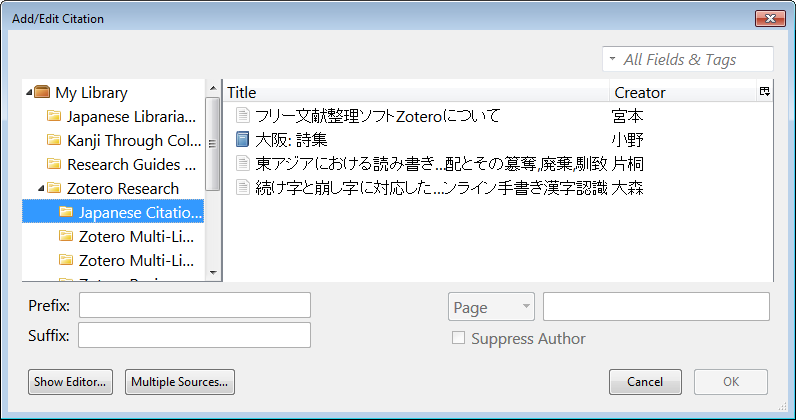 Add/Edit Citation
All Fields & Tags
My Library
Japanese Libraria...
Kanji Through Col...
Research Guides ...
Zotero Research
Japanese Citatio...
Zotero Multi-Li...
Zotero Multi-Li...
Title Creator
フリー文献整理ソフトZoteroについて 宮本
大阪: 詩集 小野
東アジアにおける読み書き...配とその簒奪,廃棄,馴致 片桐
続け字と崩し字に対応した...ンライン手書き漢字認識 大森
Prefix:
Suffix:
Page
Suppress Author
Show Editor... Multiple Sources... Cancel OK